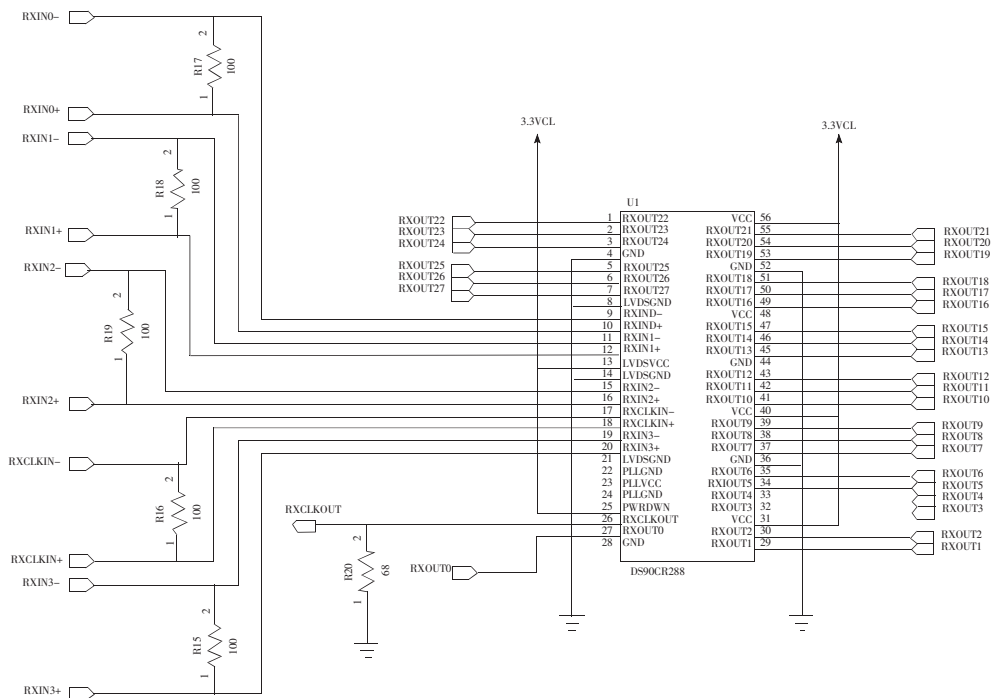 RXIN0-
2
R17
100
1
RXIN0+
RXIN1-
2
R18
100
1
RXIN1+
RXIN2-
2
R19
100
1
RXIN2+
RXCLKIN-
2
R16
100
1
RXCLKIN+
RXIN3-
2
R15
100
1
RXIN3+
3.3VCL
3.3VCL
RXOUT22
RXOUT23
RXOUT24
RXOUT25
RXOUT26
RXOUT27
RXCLKOUT
2
R20
68
1
RXOUT0
U1
1 RXOUT22 VCC 56
2 RXOUT23 RXOUT21 55
3 RXOUT24 RXOUT20 54
4 GND RXOUT19 53
5 RXOUT25 GND 52
6 RXOUT26 RXOUT18 51
7 RXOUT27 RXOUT17 50
8 LVDSGND RXOUT16 49
9 RXIND- VCC 48
10 RXIND+ RXOUT15 47
11 RXIN1- RXOUT14 46
12 RXIN1+ RXOUT13 45
13 LVDSVCC GND 44
14 LVDSGND RXOUT12 43
15 RXIN2- RXOUT11 42
16 RXIN2+ RXOUT10 41
17 RXCLKIN- VCC 40
18 RXCLKIN+ RXOUT9 39
19 RXIN3- RXOUT8 38
20 RXIN3+ RXOUT7 37
21 LVDSGND GND 36
22 PLLGND RXOUT6 35
23 PLLVCC RXIOUT5 34
24 PLLGND RXOUT4 33
25 PWRDWN RXOUT3 32
26 RXCLKOUT VCC 31
27 RXOUT0 RXOUT2 30
28 GND RXOUT1 29
DS90CR288
RXOUT21
RXOUT20
RXOUT19
RXOUT18
RXOUT17
RXOUT16
RXOUT15
RXOUT14
RXOUT13
RXOUT12
RXOUT11
RXOUT10
RXOUT9
RXOUT8
RXOUT7
RXOUT6
RXOUT5
RXOUT4
RXOUT3
RXOUT2
RXOUT1